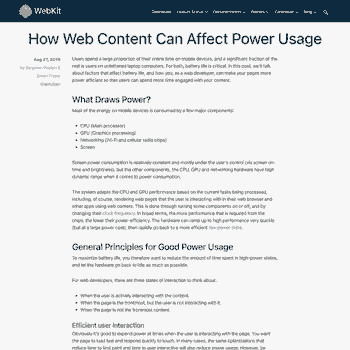 WebKit
How Web Content Can Affect Power Usage
Aug 27, 2019
by Benjamin Poulain &
Simon Fraser
Users spend a large proportion of their online time on mobile devices, and a significant fraction of the
rest is users on untethered laptop computers. For both, battery life is critical. In this post, we'll talk
about factors that affect battery life, and how you, as a web developer, can make your pages more
power efficient so that users can spend more time engaged with your content.
What Draws Power?
Most of the energy on mobile devices is consumed by a few major components:
CPU (Main processor)
GPU (Graphics processing)
Networking (Wi-Fi and cellular radio chips)
Screen
Screen power consumption is relatively constant and mostly under the user's control (via screen on-
time and brightness), but the other components, the CPU, GPU and networking hardware have high
dynamic range when it comes to power consumption.
The system adapts the CPU and GPU performance based on the current tasks being processed,
including, of course, rendering web pages that the user is interacting with in their web browser and
other apps using web content. This is done through turning some components on or off, and by
changing their clock frequency. In broad terms, the more performance that is required from the
chips, the lower their power-efficiency. The hardware can ramp up to high performance very quickly
(but at a large power cost), then rapidly go back to a more efficient low-power state.
General Principles for Good Power Usage
To maximize battery life, you therefore want to reduce the amount of time spent in high-power states,
and let the hardware go back to idle as much as possible.
For web developers, there are three states of interaction to think about:
When the user is actively interacting with the content.
When the page is the frontmost, but the user is not interacting with it.
When the page is not the frontmost content.
Efficient user interaction
Obviously it's good to expend power at times when the user is interacting with the page. You want
the page to load fast and respond quickly to touch. In many cases, the same optimizations that
reduce time to first paint and time to user interactive will also reduce power usage. However, be